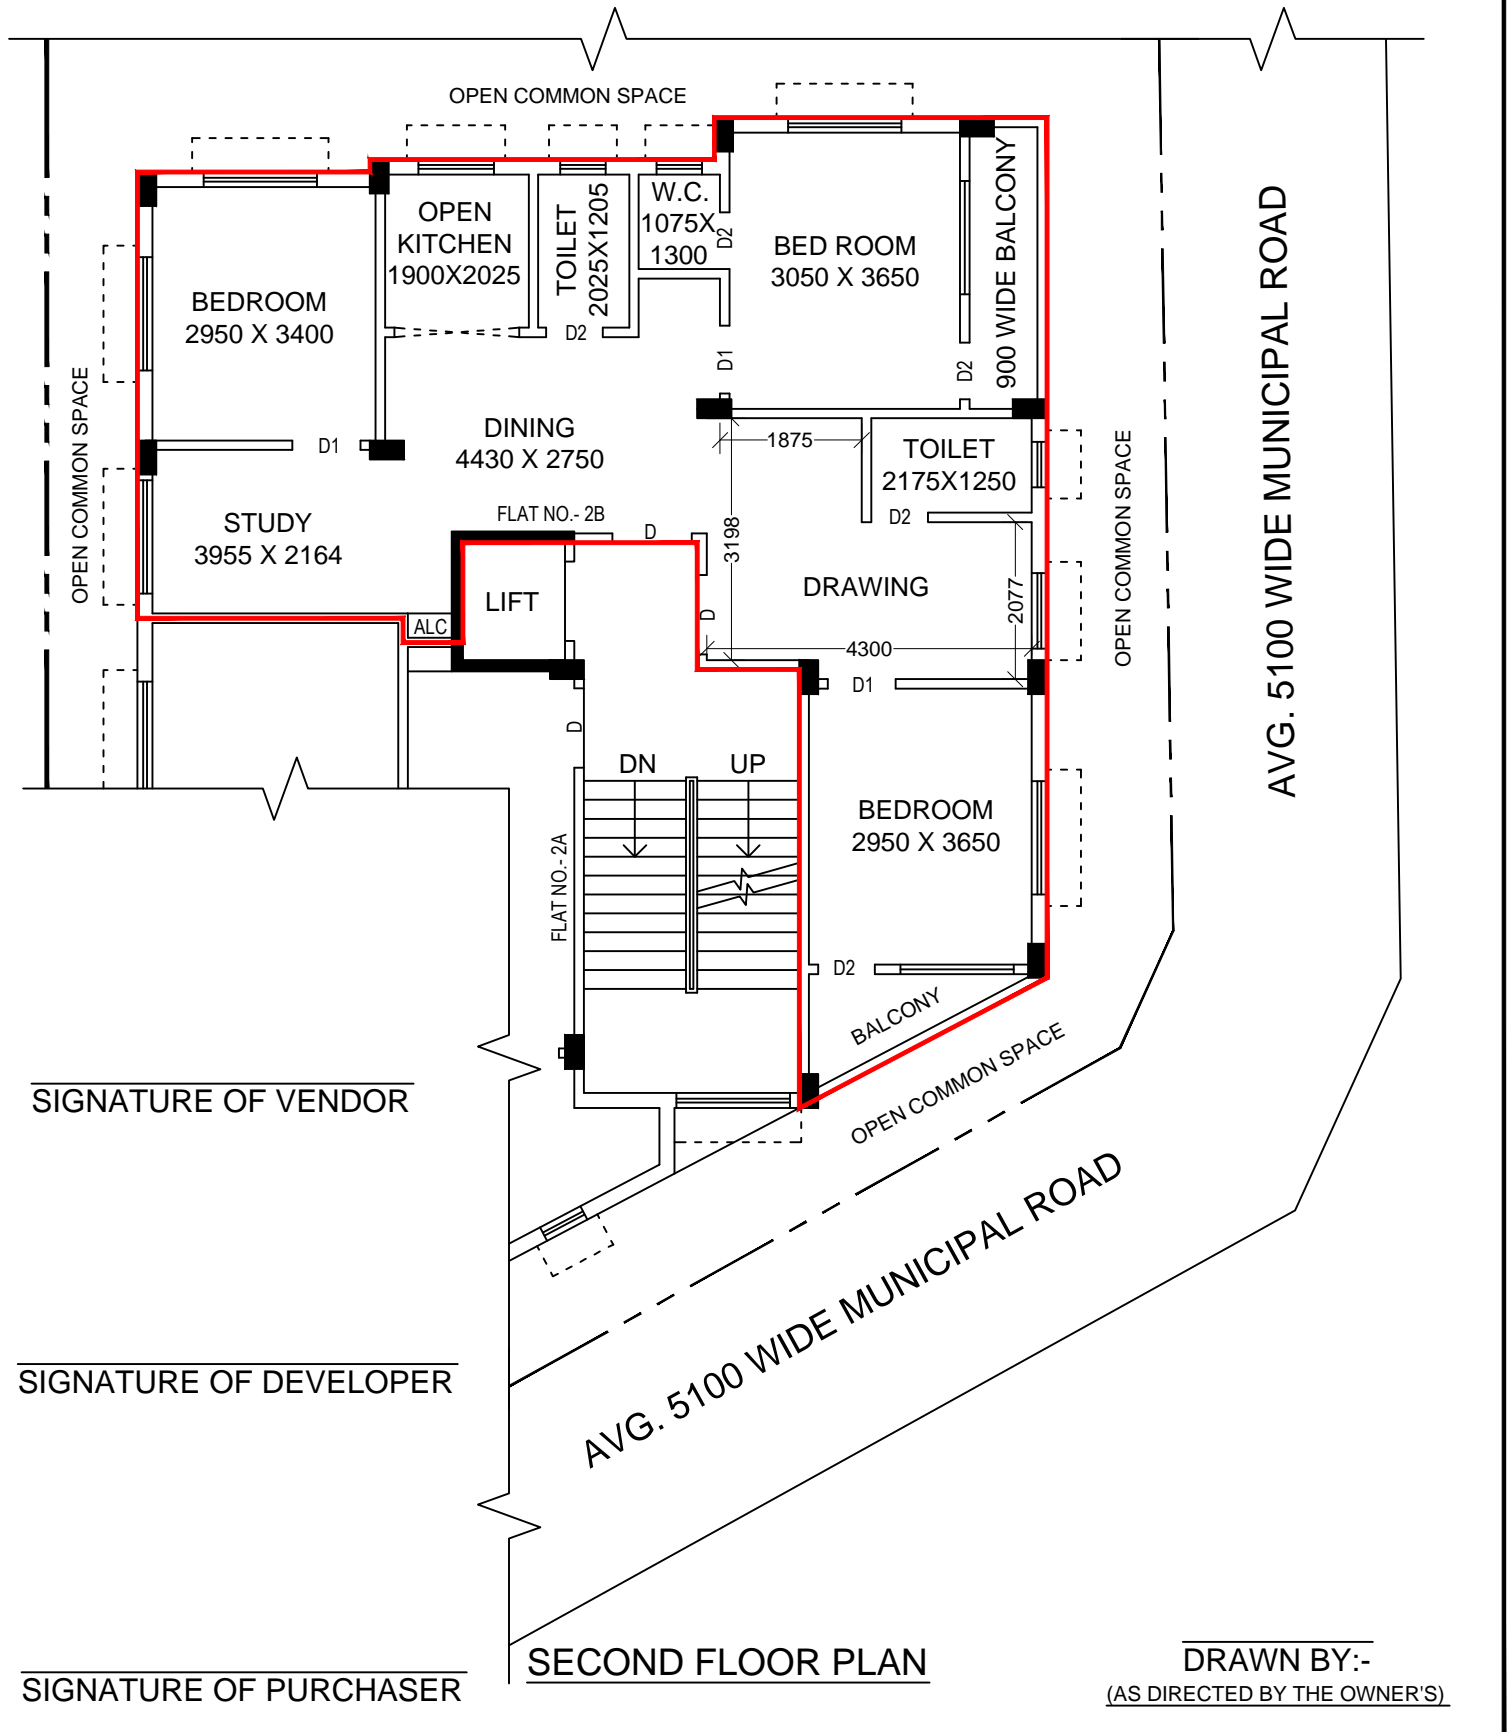 OPEN COMMON SPACE
W.C.
1075X
1300
D2
OPEN
KITCHEN
1900X2025
TOILET
2025X1205
D2
BED ROOM
3050 X 3650
900 WIDE BALCONY
D2
D1
BEDROOM
2950 X 3400
D1
OPEN COMMON SPACE
DINING
4430 X 2750
1875
TOILET
2175X1250
D2
OPEN COMMON SPACE
AVG. 5100 WIDE MUNICIPAL ROAD
STUDY
3955 X 2164
FLAT NO.- 2B
D
3198
DRAWING
2077
LIFT
ALC
D
4300
D1
D
DN
UP
BEDROOM
2950 X 3650
FLAT NO.- 2A
D2
BALCONY
OPEN COMMON SPACE
AVG. 5100 WIDE MUNICIPAL ROAD
SIGNATURE OF VENDOR
SIGNATURE OF DEVELOPER
SIGNATURE OF PURCHASER
SECOND FLOOR PLAN
DRAWN BY:-
(AS DIRECTED BY THE OWNER'S)